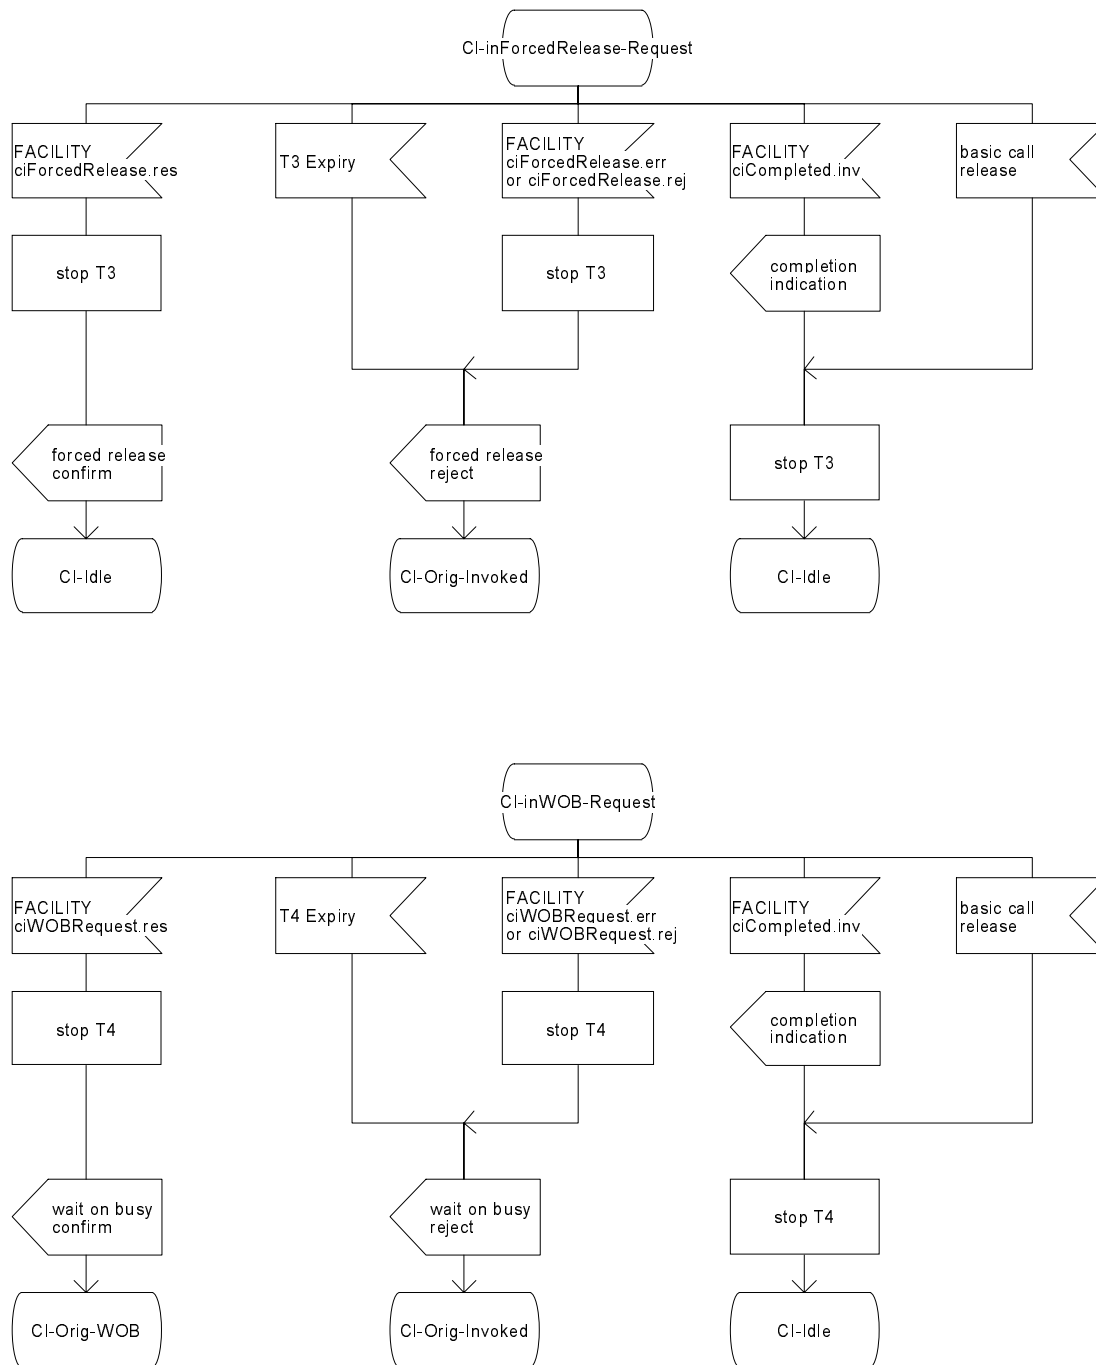 CI-inForcedRelease-Request
FACILITY
ciForcedRelease.res
T3 Expiry
FACILITY
ciForcedRelease.err
or ciForcedRelease.rej
FACILITY
ciCompleted.inv
basic call
release
stop T3
stop T3
completion
indication
forced release
confirm
forced release
reject
stop T3
CI-Idle
CI-Orig-Invoked
CI-Idle
CI-inWOB-Request
FACILITY
ciWOBRequest.res
T4 Expiry
FACILITY
ciWOBRequest.err
or ciWOBRequest.rej
FACILITY
ciCompleted.inv
basic call
release
stop T4
stop T4
completion
indication
wait on busy
confirm
wait on busy
reject
stop T4
CI-Orig-WOB
CI-Orig-Invoked
CI-Idle